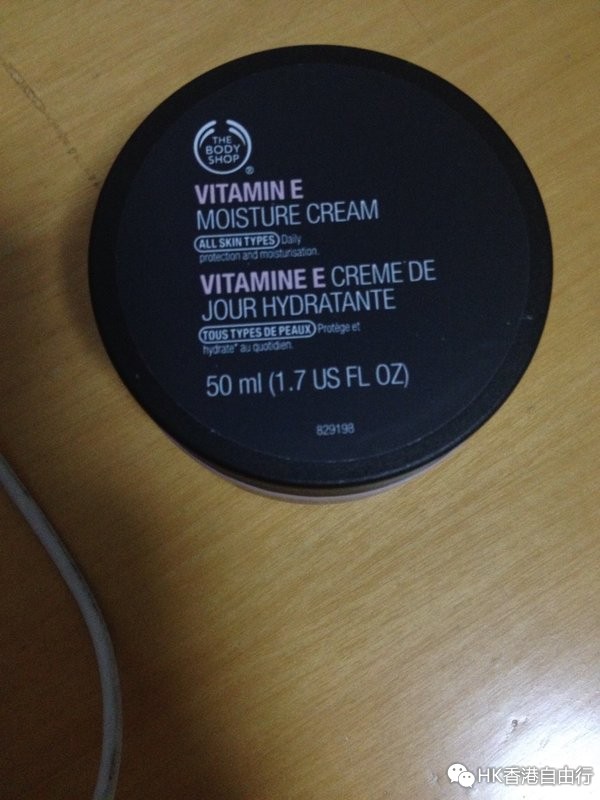 THE
BODY
SHOP
®
VITAMIN E
MOISTURE CREAM
ALL SKIN TYPES Daily
protection and moisturisation.
VITAMINE E CREME DE
JOUR HYDRATANTE
TOUS TYPES DE PEAUX Protège et
hydrate* au quotidien.
50 ml (1.7 US FL OZ)
829198
HK香港自由行